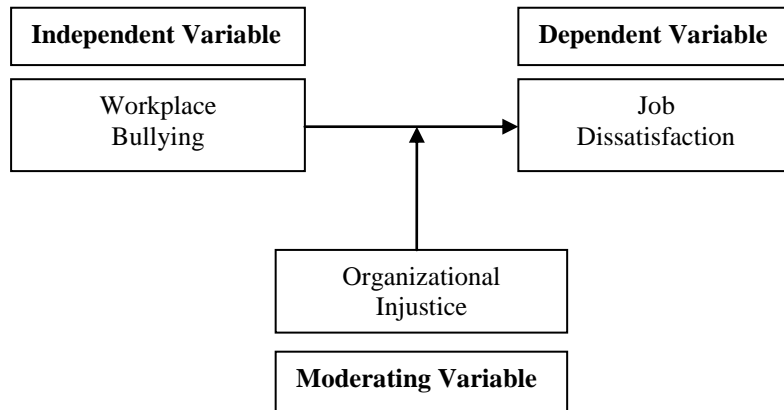 Independent Variable
Dependent Variable
Workplace
Bullying
Job
Dissatisfaction
Organizational
Injustice
Moderating Variable